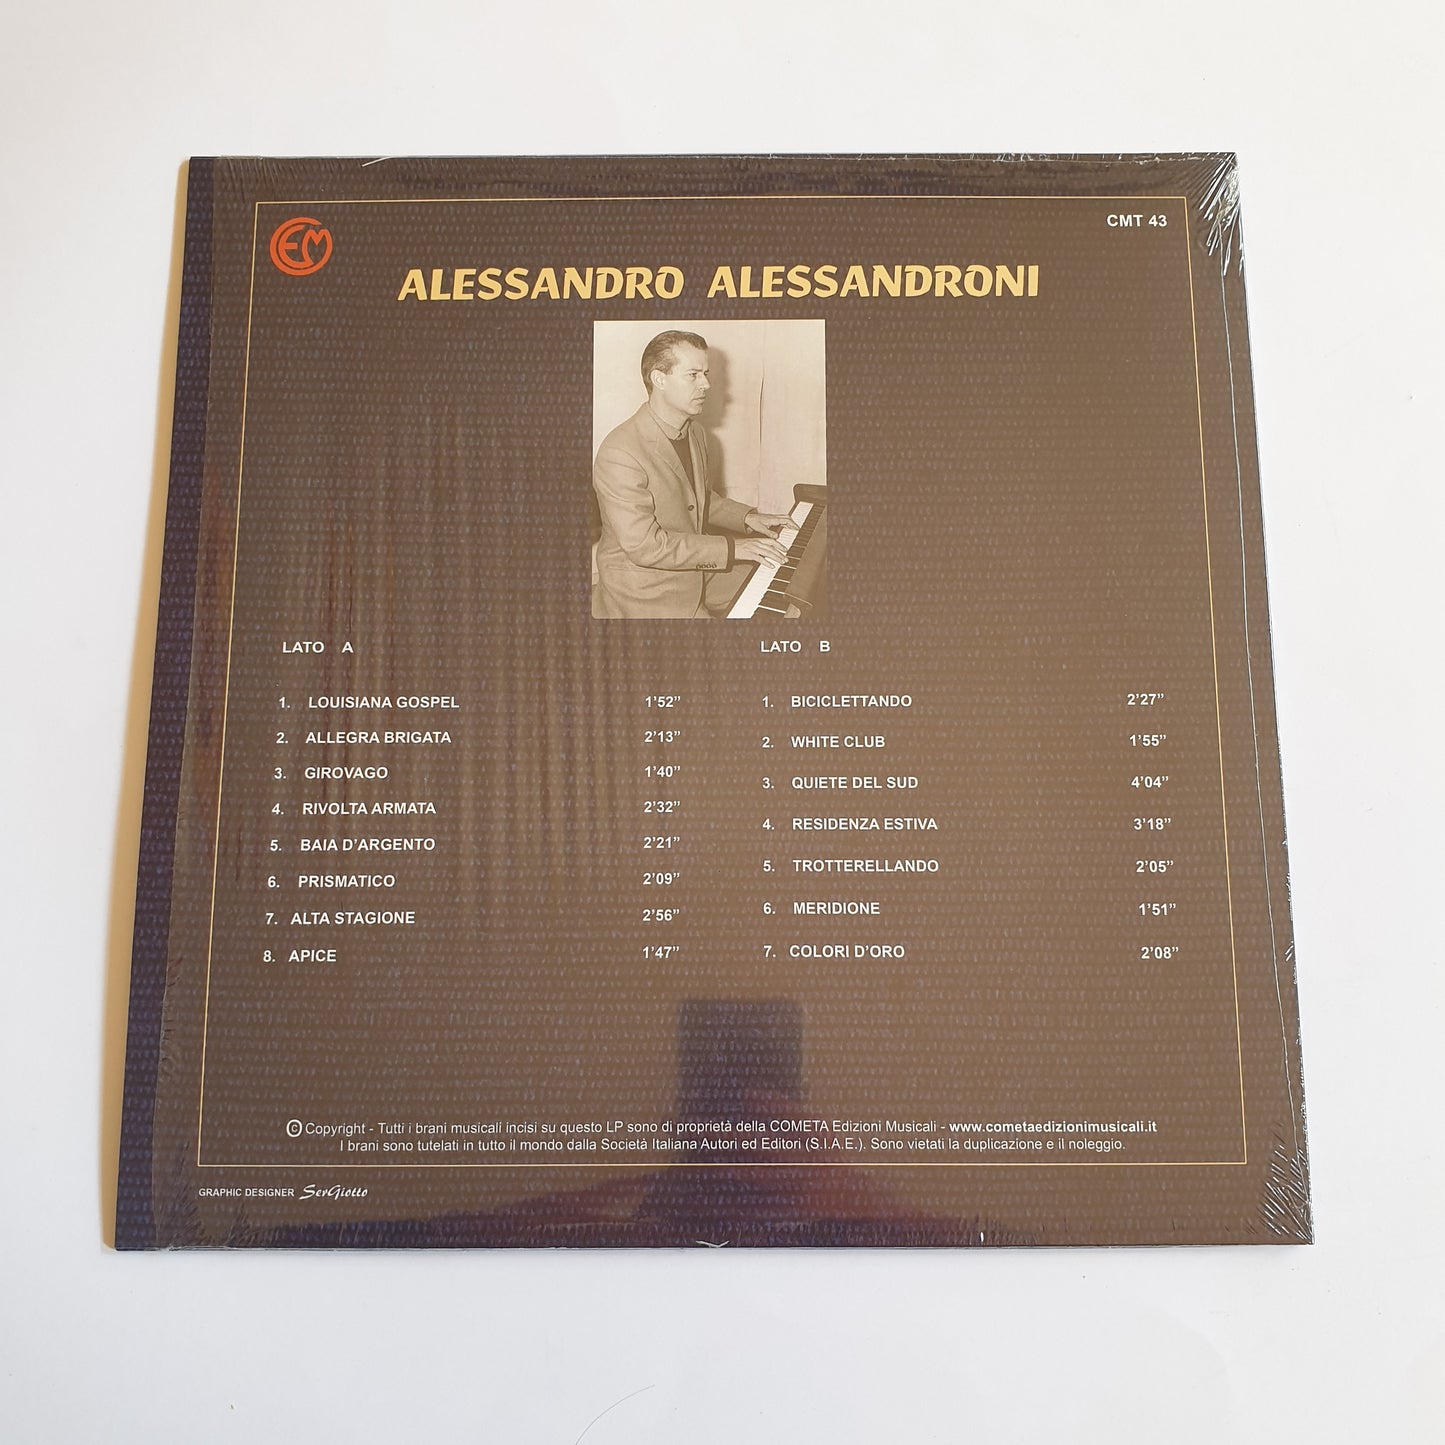 CEM
CMT 43
ALESSANDRO ALESSANDRONI
LATO A
1. LOUISIANA GOSPEL 1’52”
2. ALLEGRA BRIGATA 2’13”
3. GIROVAGO 1’40”
4. RIVOLTA ARMATA 2’32”
5. BAIA D’ARGENTO 2’21”
6. PRISMATICO 2’09”
7. ALTA STAGIONE 2’56”
8. APICE 1’47”
LATO B
1. BICICLETTANDO 2’27”
2. WHITE CLUB 1’55”
3. QUIETE DEL SUD 4’04”
4. RESIDENZA ESTIVA 3’18”
5. TROTTERELLANDO 2’05”
6. MERIDIONE 1’51”
7. COLORI D’ORO 2’08”
© Copyright - Tutti i brani musicali incisi su questo LP sono di proprietà della COMETA Edizioni Musicali - www.cometaedizionimusicali.it
I brani sono tutelati in tutto il mondo dalla Società Italiana Autori ed Editori (S.I.A.E.). Sono vietati la duplicazione e il noleggio.
GRAPHIC DESIGNER SerGiotto